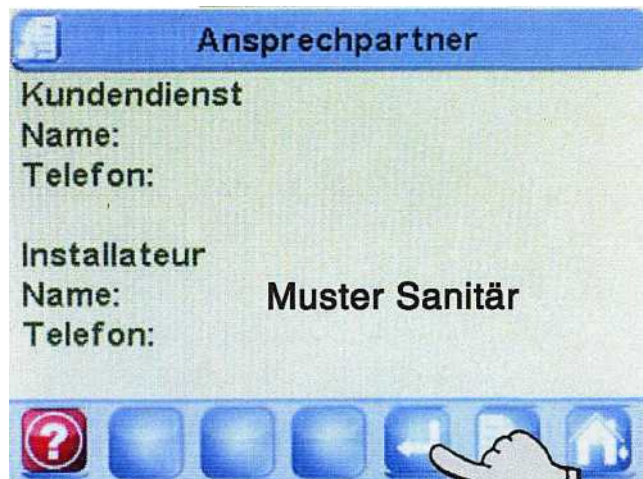 Ansprechpartner
Kundendienst
Name:
Telefon:
Installateur
Name: Muster Sanitär
Telefon:
?